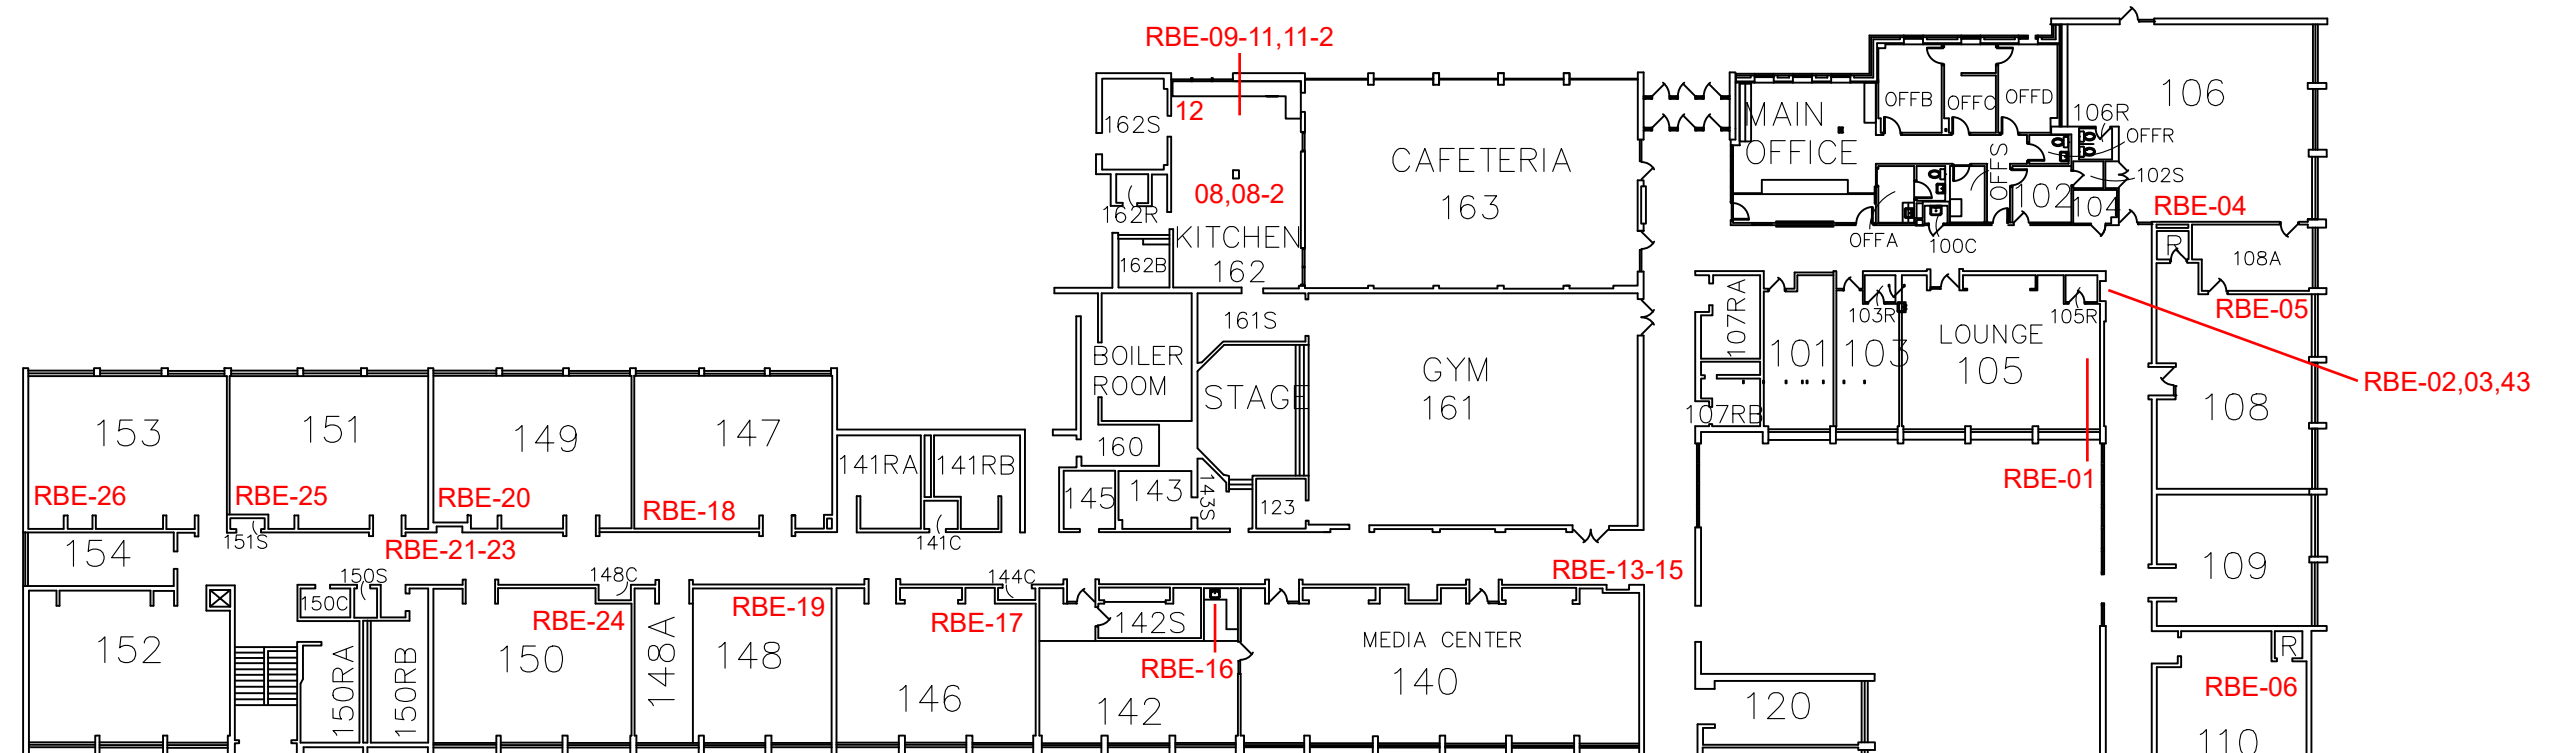 RBE-09-11,11-2
12
162S
08,08-2
162R
KITCHEN
162
162B
CAFETERIA
163
MAIN
OFFICE
OFFB
OFFC
OFFD
OFFS
OFFA
100C
102
104
106R
OFFR
102S
106
RBE-04
R
108A
RBE-05
RBE-02,03,43
108
107RA
107RB
101
103
103R
LOUNGE
105
105R
RBE-01
161S
BOILER
ROOM
STAGE
GYM
161
160
145
143
143S
123
153
RBE-26
151
RBE-25
149
RBE-20
147
RBE-18
141RA
141RB
141C
154
151S
RBE-21-23
150S
150C
148C
144C
RBE-13-15
152
150RA
150RB
150
RBE-24
148A
148
RBE-19
146
RBE-17
142S
RBE-16
142
MEDIA CENTER
140
120
109
R
RBE-06
110